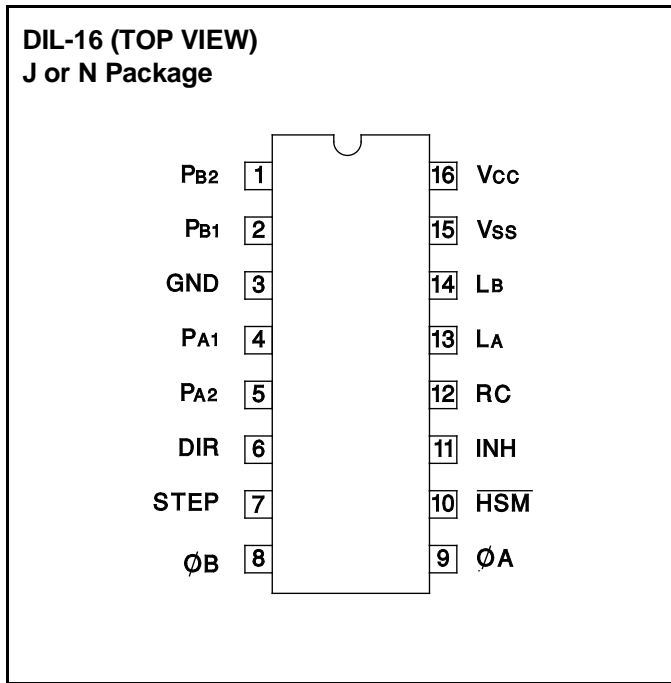 DIL-16 (TOP VIEW)
J or N Package
PB2 1 16 VCC
PB1 2 15 VSS
GND 3 14 LB
PA1 4 13 LA
PA2 5 12 RC
DIR 6 11 INH
STEP 7 10 H̅S̅M̅
ØB 8 9 ØA